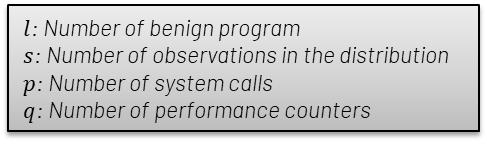 l: Number of benign program
s: Number of observations in the distribution
p: Number of system calls
q: Number of performance counters